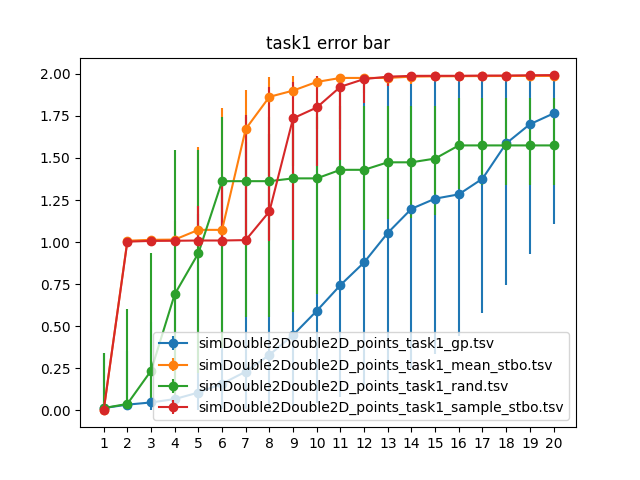 task1 error bar
2.00
1.75
1.50
1.25
1.00
0.75
0.50
0.25
0.00
simDouble2Double2D_points_task1_gp.tsv
simDouble2Double2D_points_task1_mean_stbo.tsv
simDouble2Double2D_points_task1_rand.tsv
simDouble2Double2D_points_task1_sample_stbo.tsv
1 2 3 4 5 6 7 8 9 10 11 12 13 14 15 16 17 18 19 20